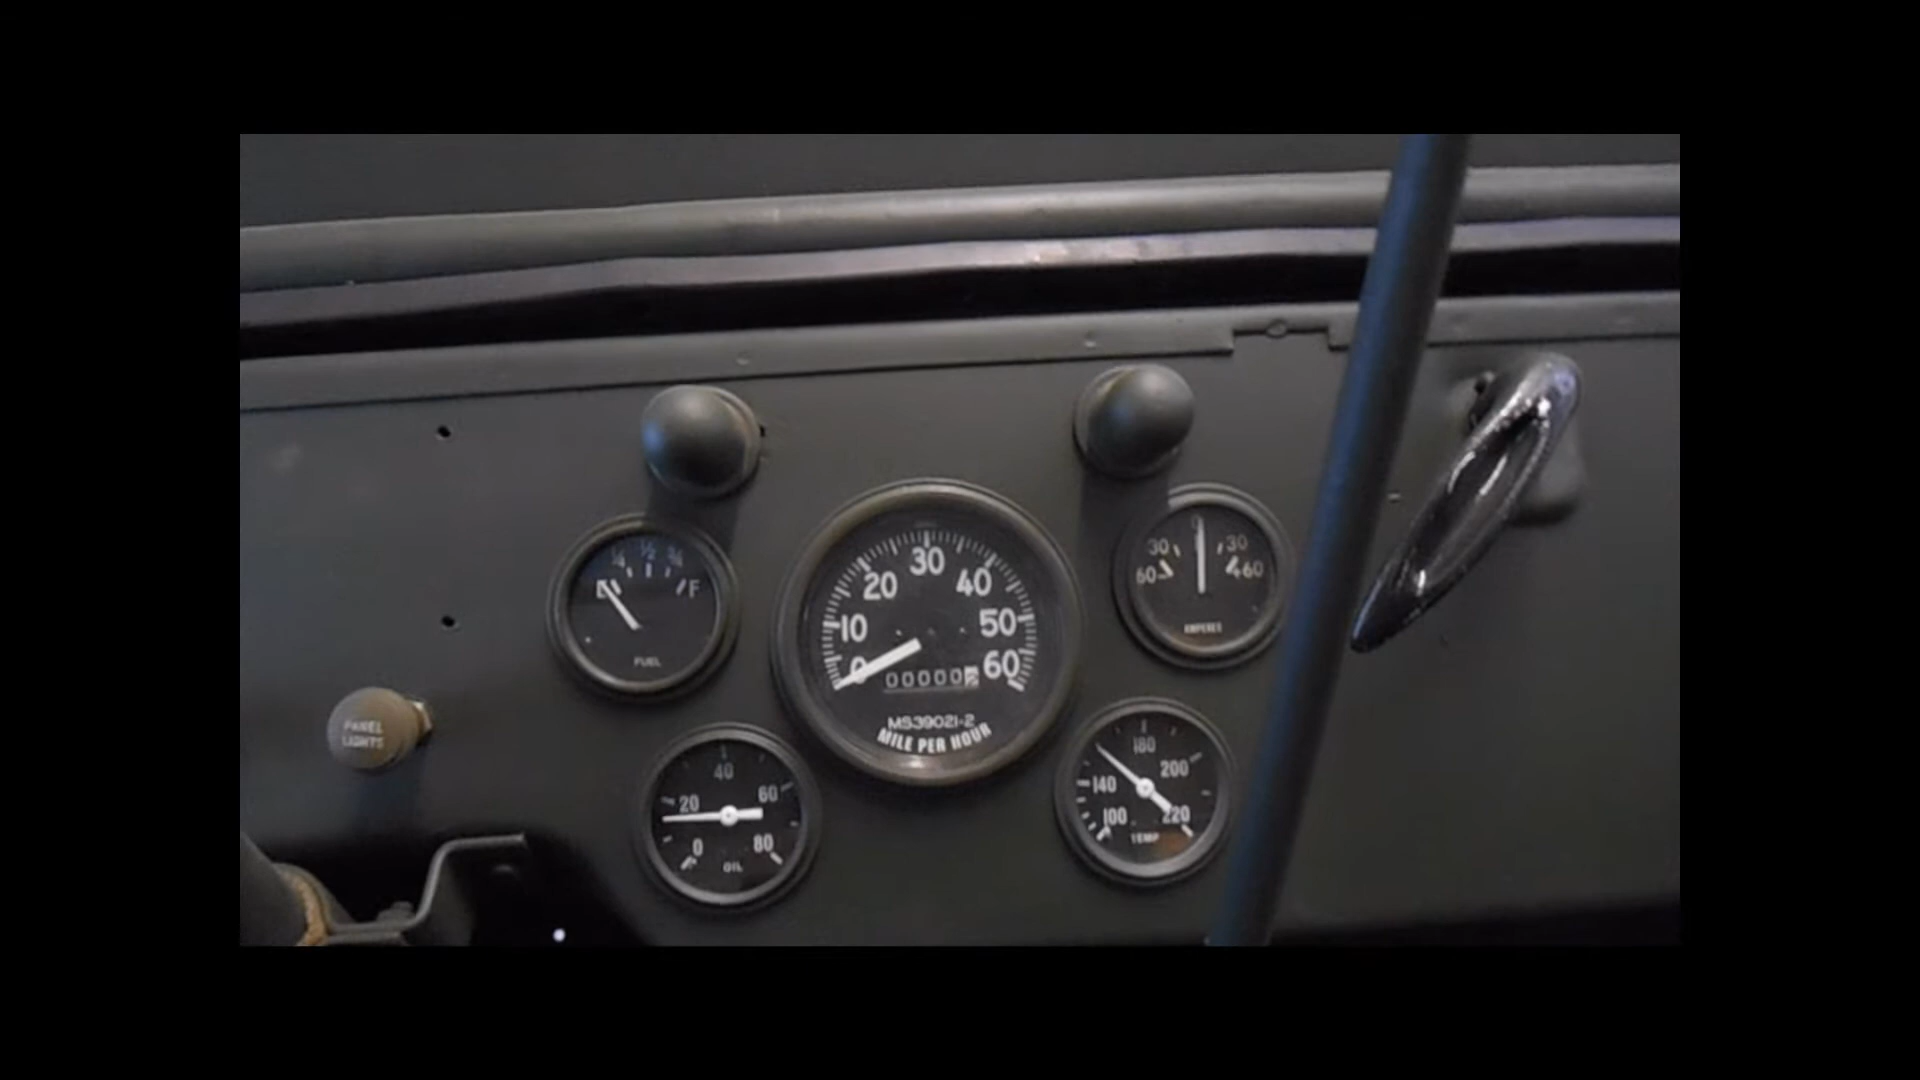 ¼ ½ ¾
E F
FUEL
0 10 20 30 40 50 60
00000
MS39021-2
MILE PER HOUR
0
30 30
60 60
AMPERES
PANEL
LIGHTS
0 20 40 60 80
OIL
100 140 180 200 220
TEMP